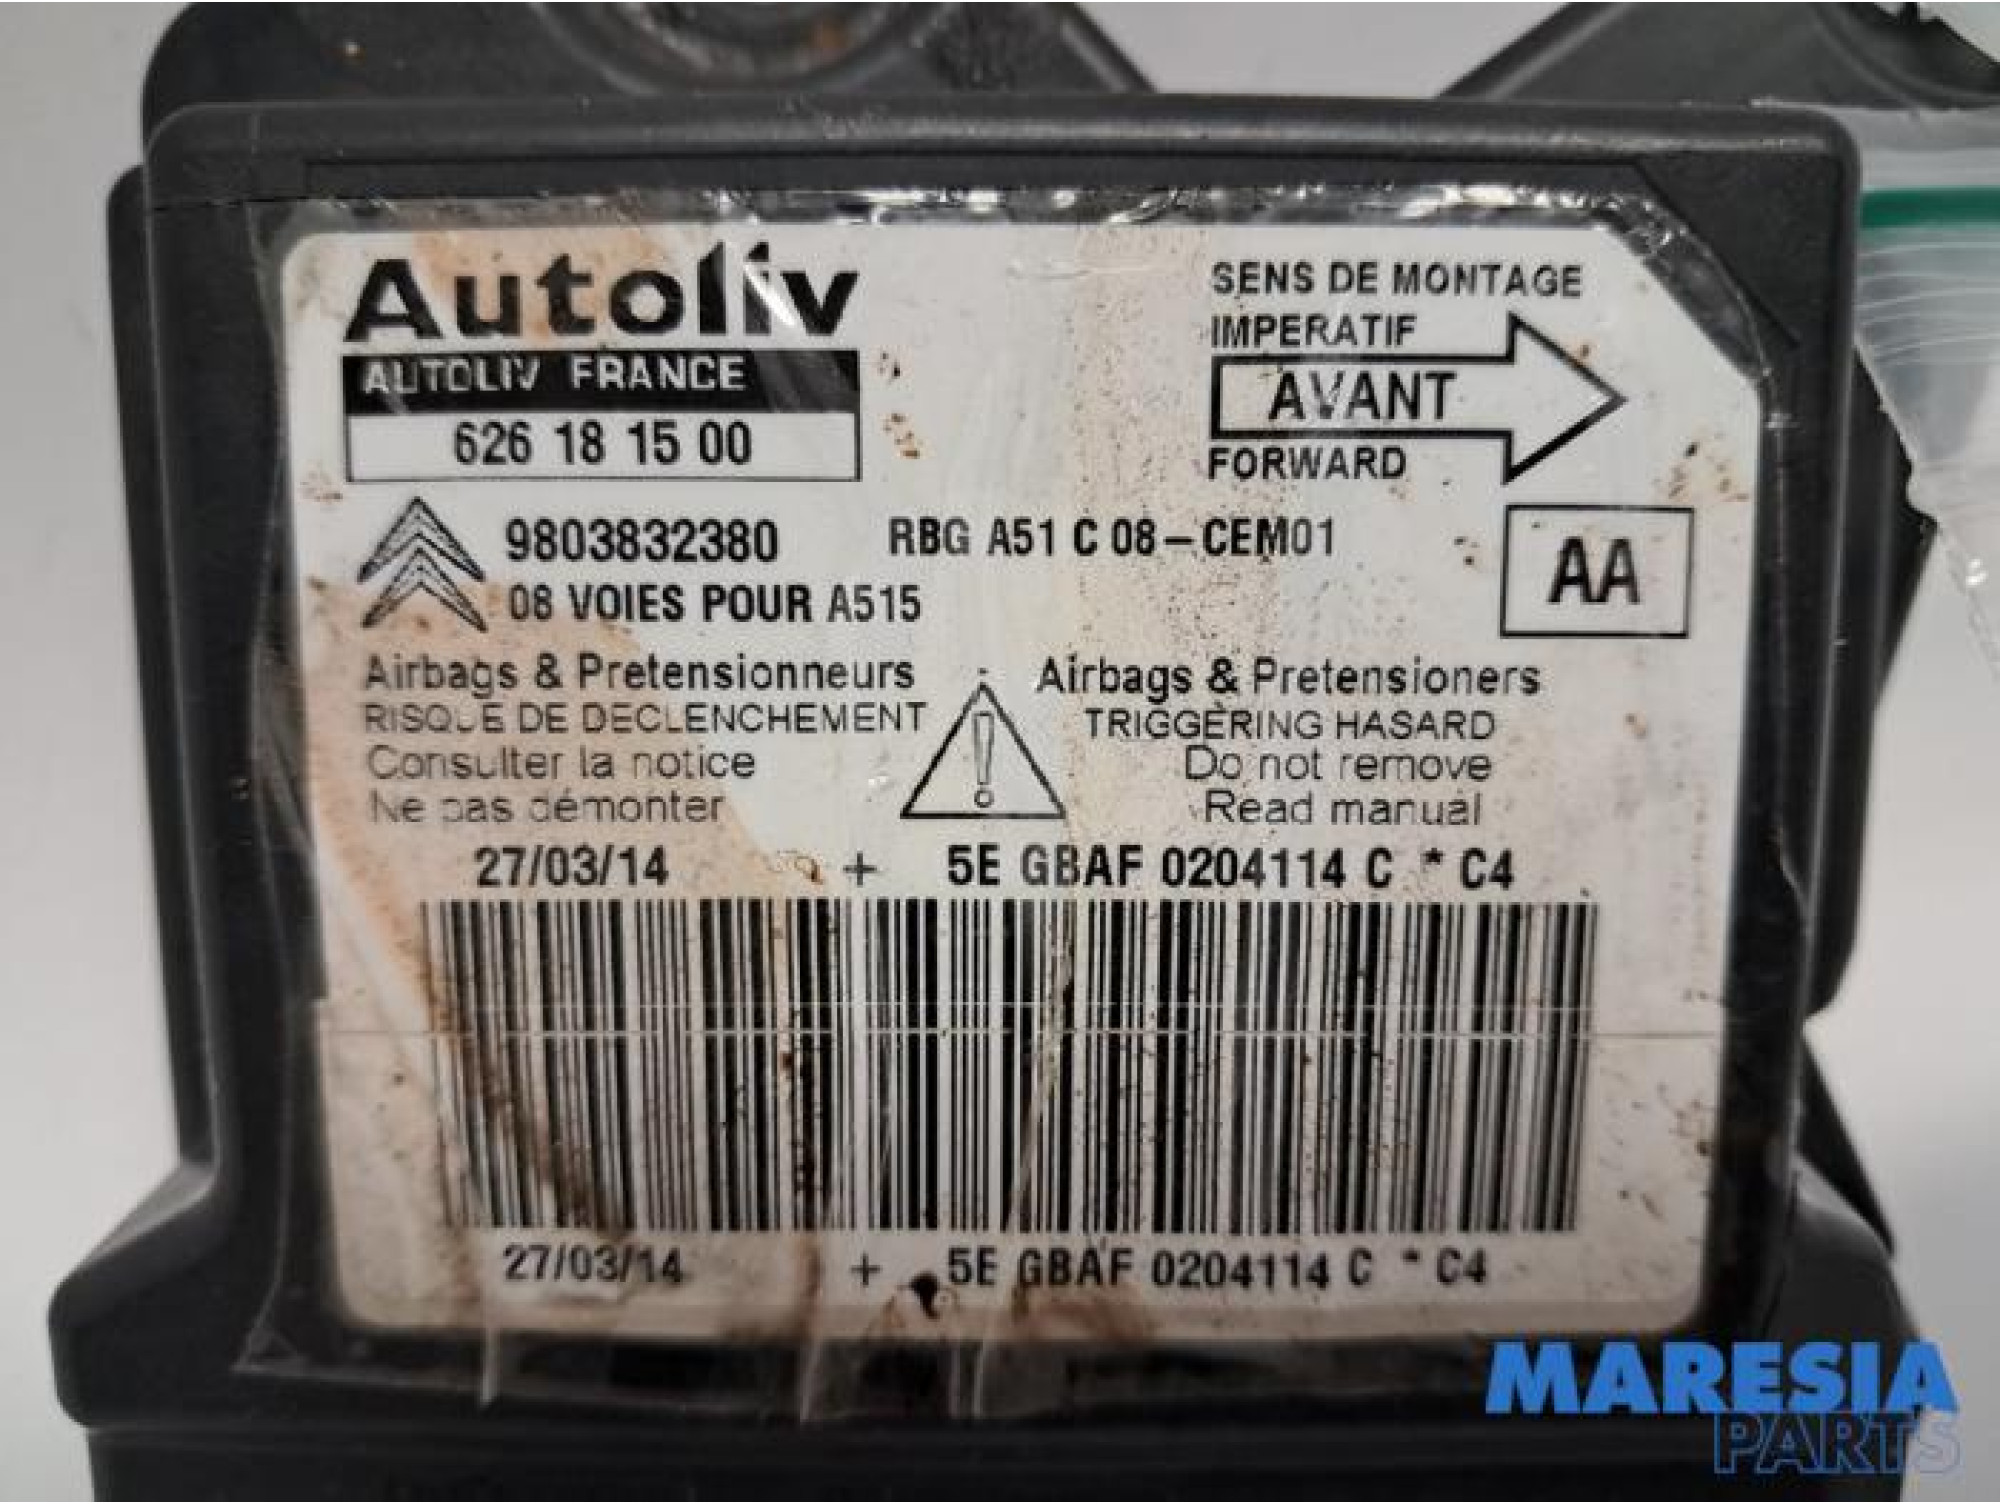 Autoliv
AUTOLIV FRANCE
626 18 15 00
SENS DE MONTAGE
IMPERATIF
AVANT
FORWARD
9803832380 RBG A51 C 08-CEM01
08 VOIES POUR A515
AA
Airbags & Pretensionneurs
RISQUE DE DECLENCHEMENT
Consulter la notice
Ne pas démonter
Airbags & Pretensioners
TRIGGERING HASARD
Do not remove
Read manual
27/03/14 + 5E GBAF 0204114 C * C4
27/03/14 + 5E GBAF 0204114 C * C4
MARESIA
PARTS